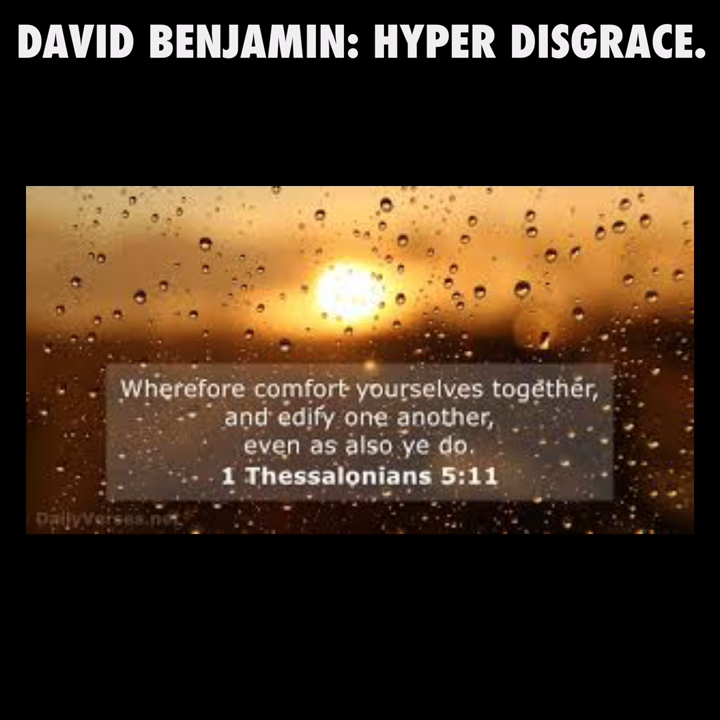 DAVID BENJAMIN: HYPER DISGRACE.
Wherefore comfort yourselves together,
and edify one another,
even as also ye do.
1 Thessalonians 5:11
DailyVerses.net